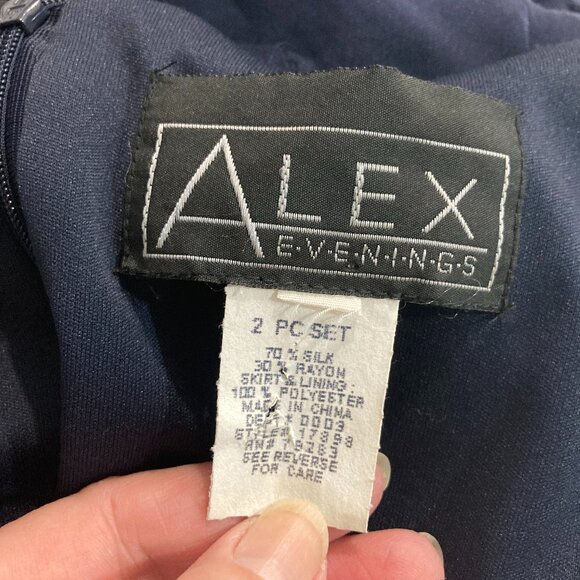 ALEX
E·V·E·N·I·N·G·S
2 PC SET
70 % SILK
30 % RAYON
SKIRT & LINING:
100 % POLYESTER
MADE IN CHINA
DEPT# 0003
STYLE#
RN#
SEE REVERSE
FOR CARE